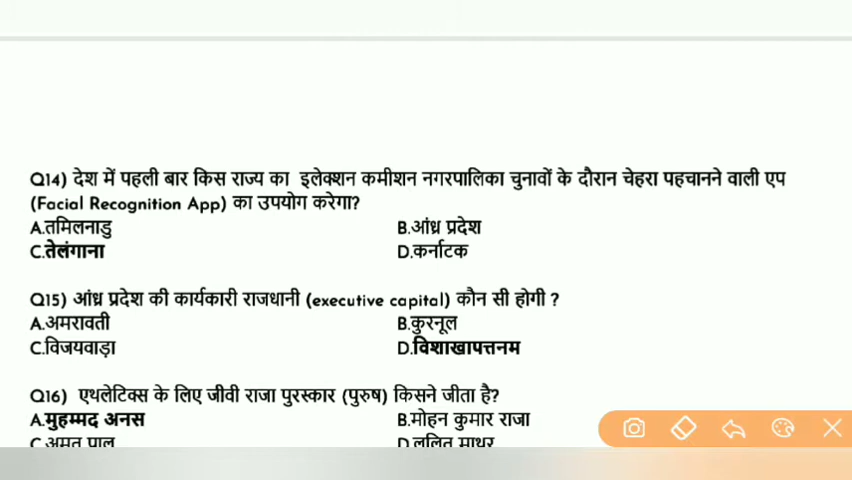 Q14) देश में पहली बार किस राज्य का इलेक्शन कमीशन नगरपालिका चुनावों के दौरान चेहरा पहचानने वाली एप
(Facial Recognition App) का उपयोग करेगा?
A.तमिलनाडु B.आंध्र प्रदेश
C.तेलंगाना D.कर्नाटक
Q15) आंध्र प्रदेश की कार्यकारी राजधानी (executive capital) कौन सी होगी ?
A.अमरावती B.कुरनूल
C.विजयवाड़ा D.विशाखापत्तनम
Q16) एथलेटिक्स के लिए जीवी राजा पुरस्कार (पुरुष) किसने जीता है?
A.मुहम्मद अनस B.मोहन कुमार राजा
C.अमृत पाल D.ललित माथुर